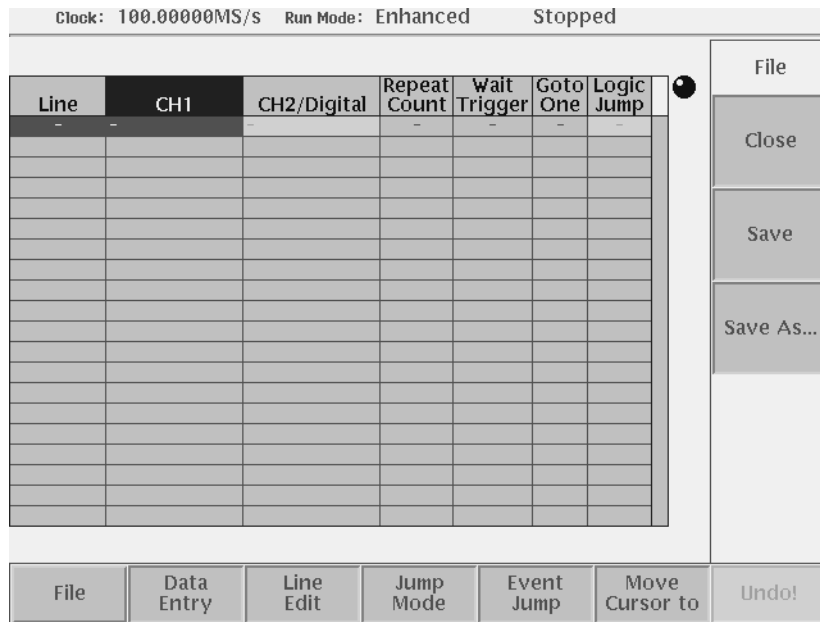 Clock: 100.00000MS/s Run Mode: Enhanced Stopped
File
Line CH1 CH2/Digital Repeat Count Wait Trigger Goto One Logic Jump
- - - - - - -
Close
Save
Save As...
File Data Entry Line Edit Jump Mode Event Jump Move Cursor to Undo!